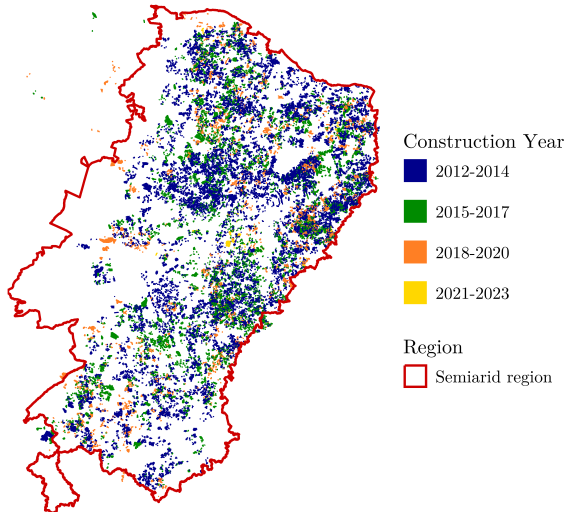 Construction Year
2012-2014
2015-2017
2018-2020
2021-2023
Region
Semiarid region